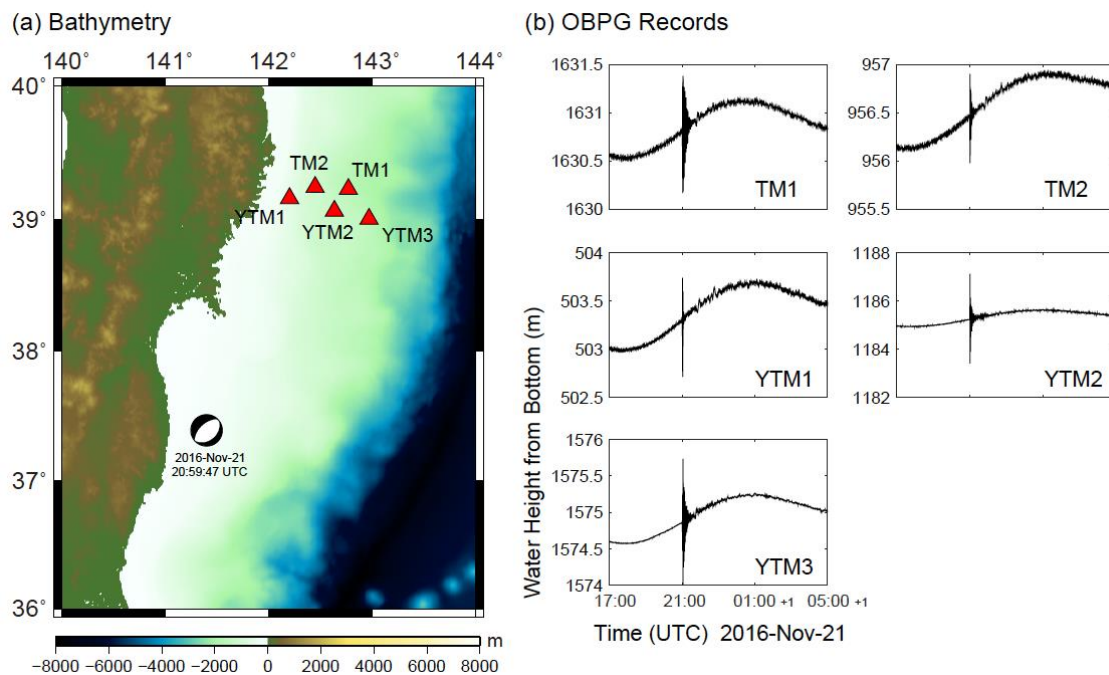 (a) Bathymetry
140˚ 141˚ 142˚ 143˚ 144˚
40˚
39˚
38˚
37˚
36˚
TM2
TM1
YTM1
YTM2
YTM3
2016-Nov-21
20:59:47 UTC
−8000 −6000 −4000 −2000 0 2000 4000 6000 8000 m
(b) OBPG Records
Water Height from Bottom (m)
1631.5
1631
1630.5
1630
TM1
957
956.5
956
955.5
TM2
504
503.5
503
502.5
YTM1
1188
1186
1184
1182
YTM2
1576
1575.5
1575
1574.5
1574
YTM3
17:00 21:00 01:00 +1 05:00 +1
Time (UTC) 2016-Nov-21